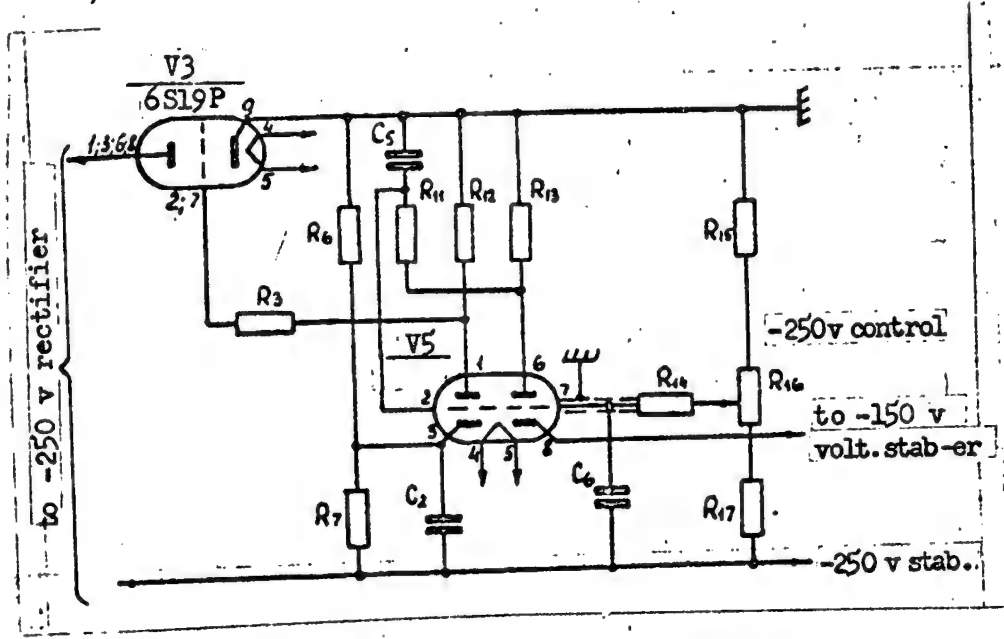 V3
6S19P
9
4
1;3;6;8
5
2;7
C5
R11
R12
R13
R6
R15
R3
to -250 v rectifier
V5
-250v control
1
6
2
7
R14
R16
3
to -150 v
volt.stab-er
4
5
8
C2
C6
R7
R17
-250 v stab.